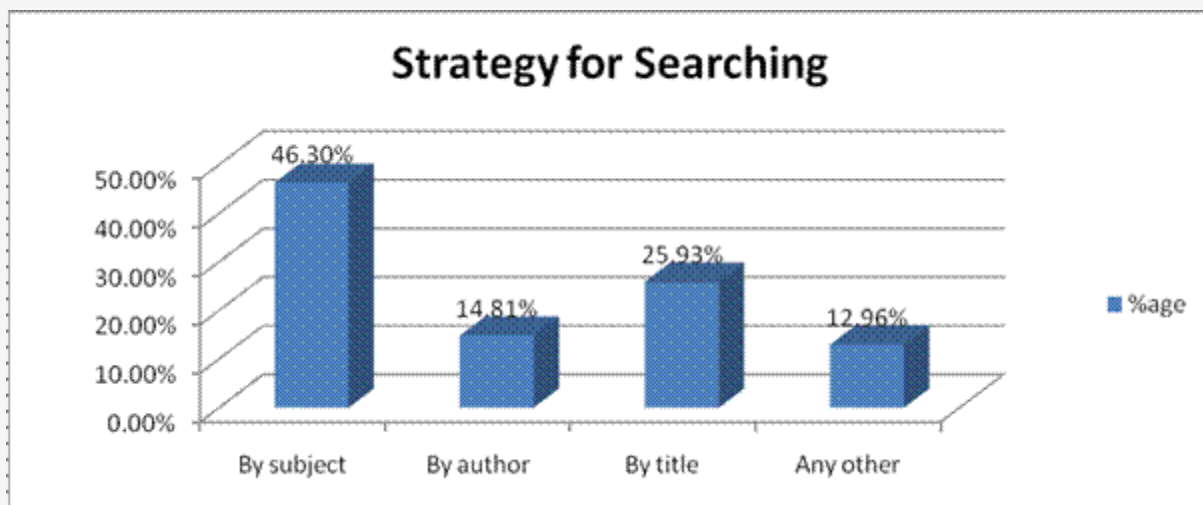 Strategy for Searching
46.30%
50.00%
40.00%
30.00%
20.00%
10.00%
0.00%
14.81%
25.93%
12.96%
%age
By subject
By author
By title
Any other